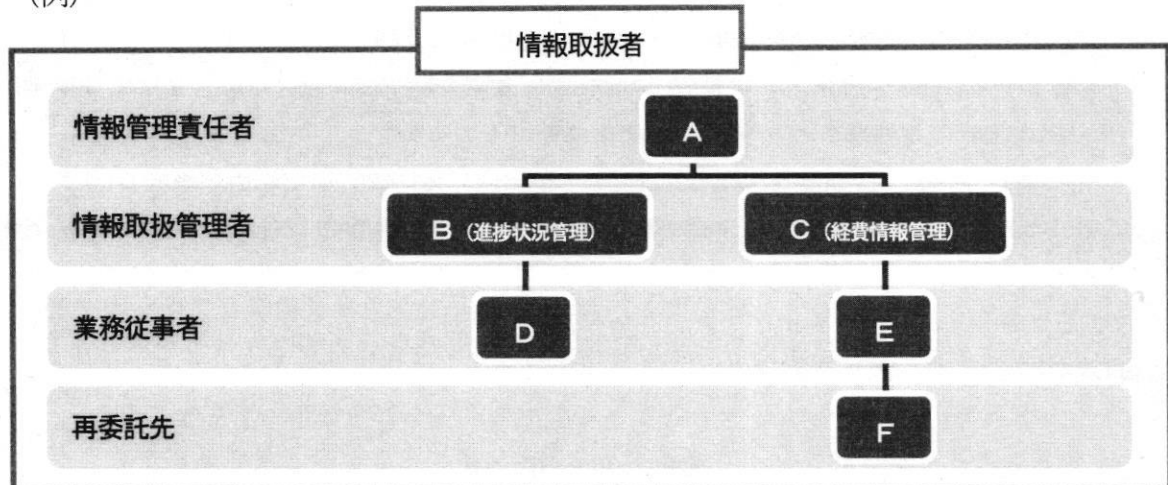 （例）
情報取扱者
情報管理責任者
A
情報取扱管理者
B （進捗状況管理）
C （経費情報管理）
業務従事者
D
E
再委託先
F